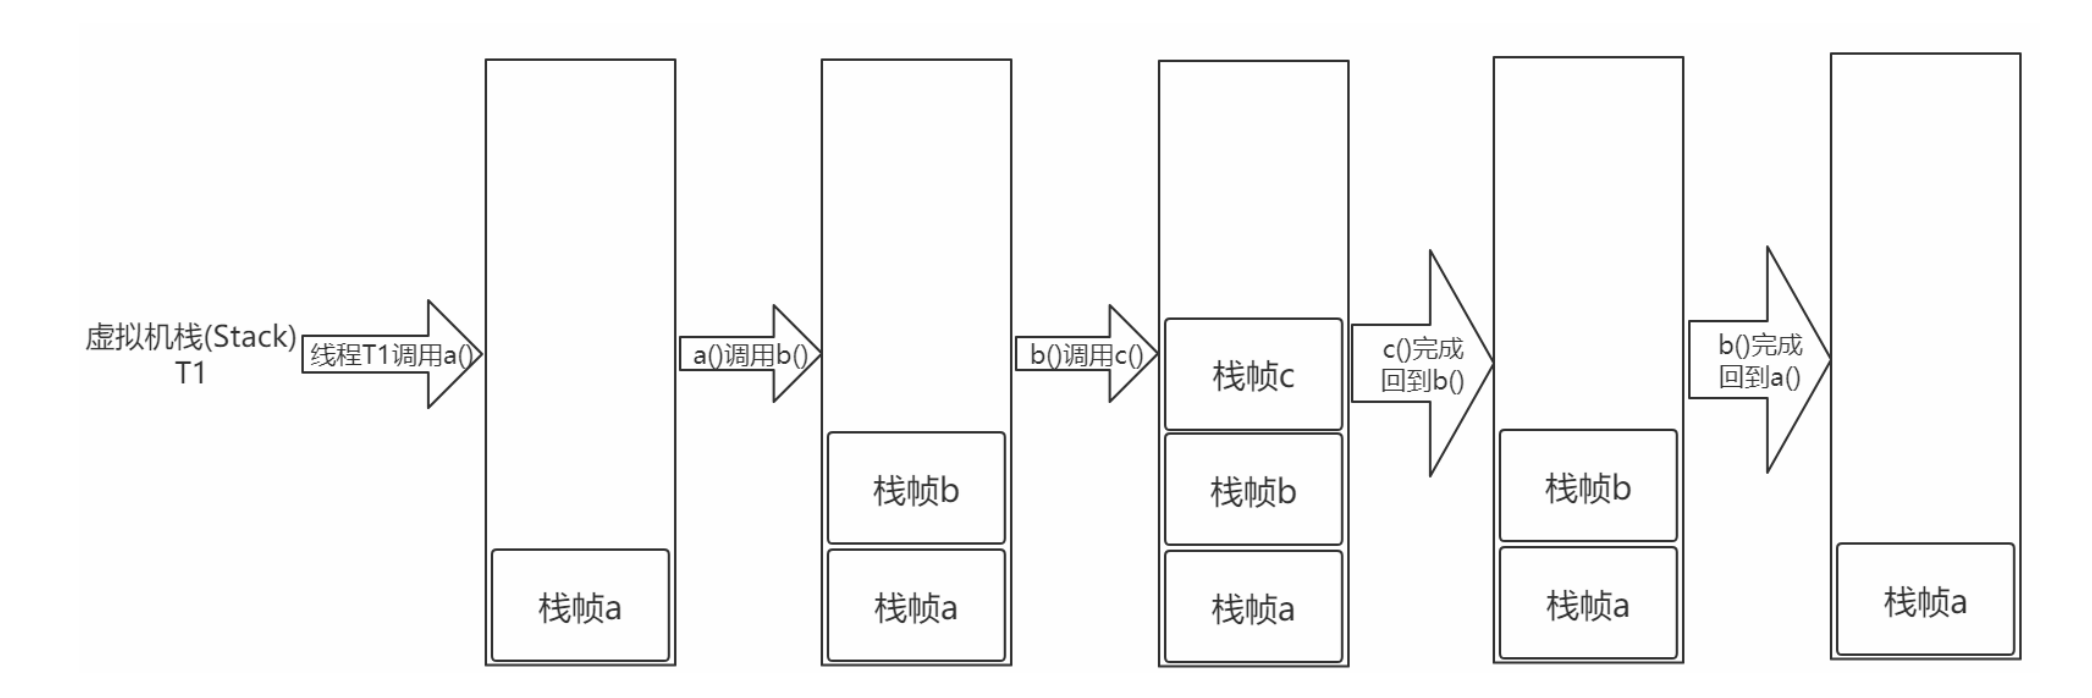 虚拟机栈(Stack)
T1
线程T1调用a()
栈帧a
a()调用b()
栈帧b
栈帧a
b()调用c()
栈帧c
栈帧b
栈帧a
c()完成
回到b()
栈帧b
栈帧a
b()完成
回到a()
栈帧a